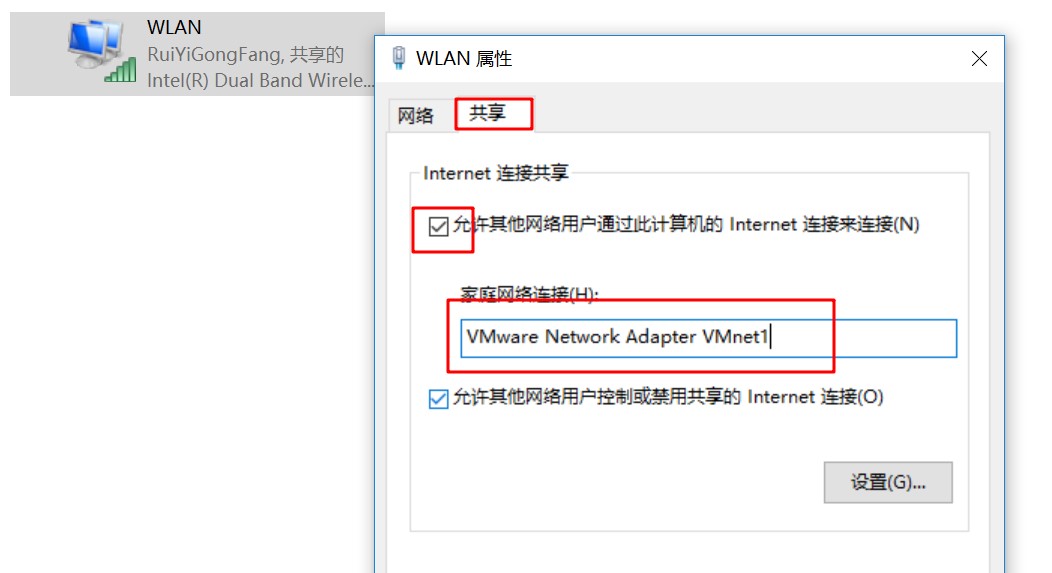 WLAN
RuiYiGongFang, 共享的
Intel(R) Dual Band Wirele...
WLAN 属性
网络
共享
Internet 连接共享
允许其他网络用户通过此计算机的 Internet 连接来连接(N)
家庭网络连接(H):
VMware Network Adapter VMnet1
允许其他网络用户控制或禁用共享的 Internet 连接(O)
设置(G)...